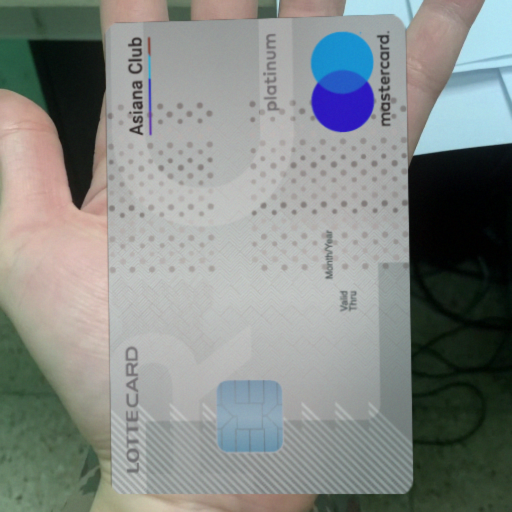 LOTTECARD
Asiana Club
platinum
Month/Year
Valid
Thru
mastercard.